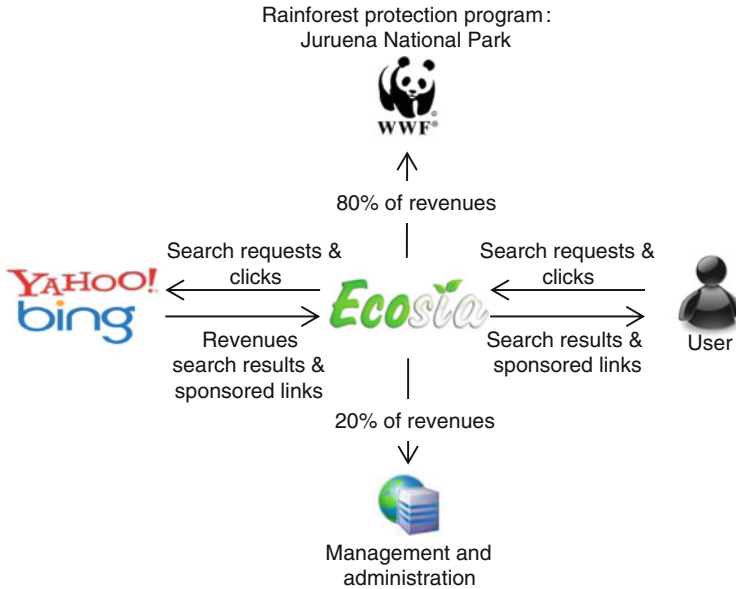 Rainforest protection program:
Juruena National Park
WWF®
80% of revenues
Search requests &
clicks
Search requests &
clicks
YAHOO!
bing
Ecosia
Revenues
search results &
sponsored links
Search results &
sponsored links
User
20% of revenues
Management and
administration